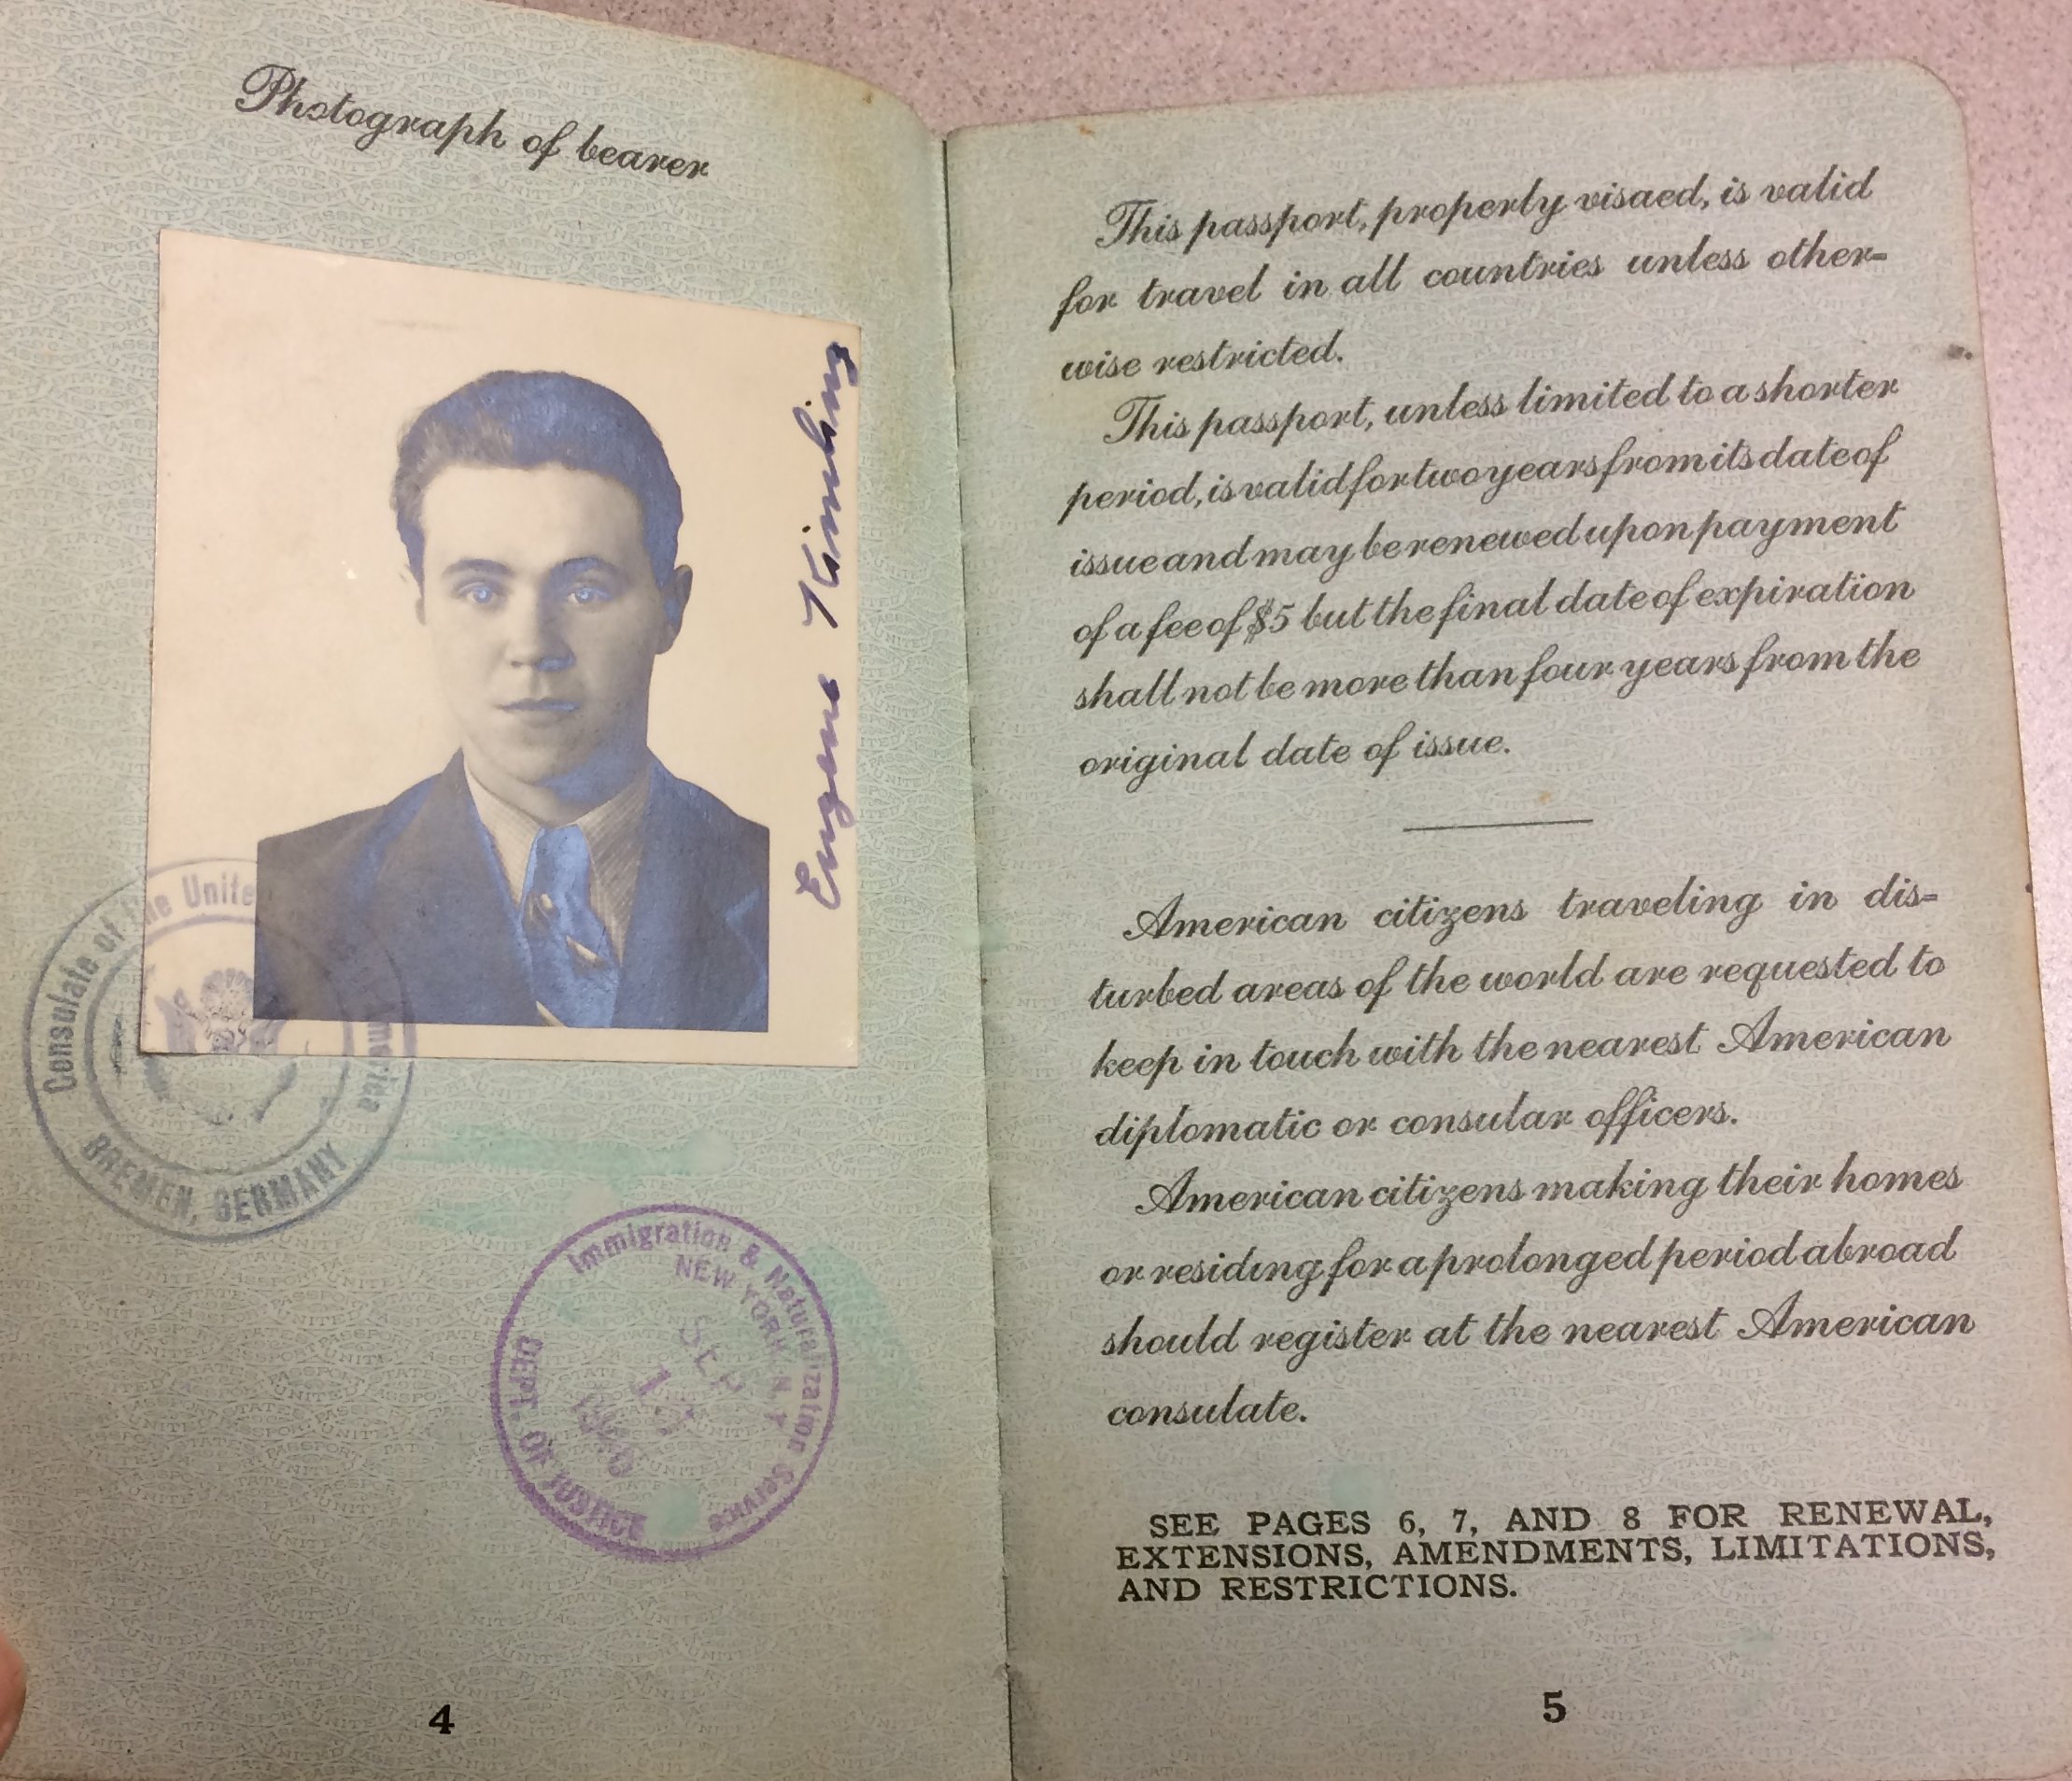 Photograph of bearer
Eugene Kimmling
Consulate of the Unite America
BREMEN, GERMANY
Immigration & Naturalization Service
NEW YORK N.Y.
SEP
DEPT. OF JUSTICE
4
This passport, properly visaed, is valid
for travel in all countries unless other-
wise restricted.
This passport, unless limited to a shorter
period, is valid for two years from its date of
issue and may be renewed upon payment
of a fee of $5 but the final date of expiration
shall not be more than four years from the
original date of issue.
American citizens traveling in dis-
turbed areas of the world are requested to
keep in touch with the nearest American
diplomatic or consular officers.
American citizens making their homes
or residing for a prolonged period abroad
should register at the nearest American
consulate.
SEE PAGES 6, 7, AND 8 FOR RENEWAL,
EXTENSIONS, AMENDMENTS, LIMITATIONS,
AND RESTRICTIONS.
5